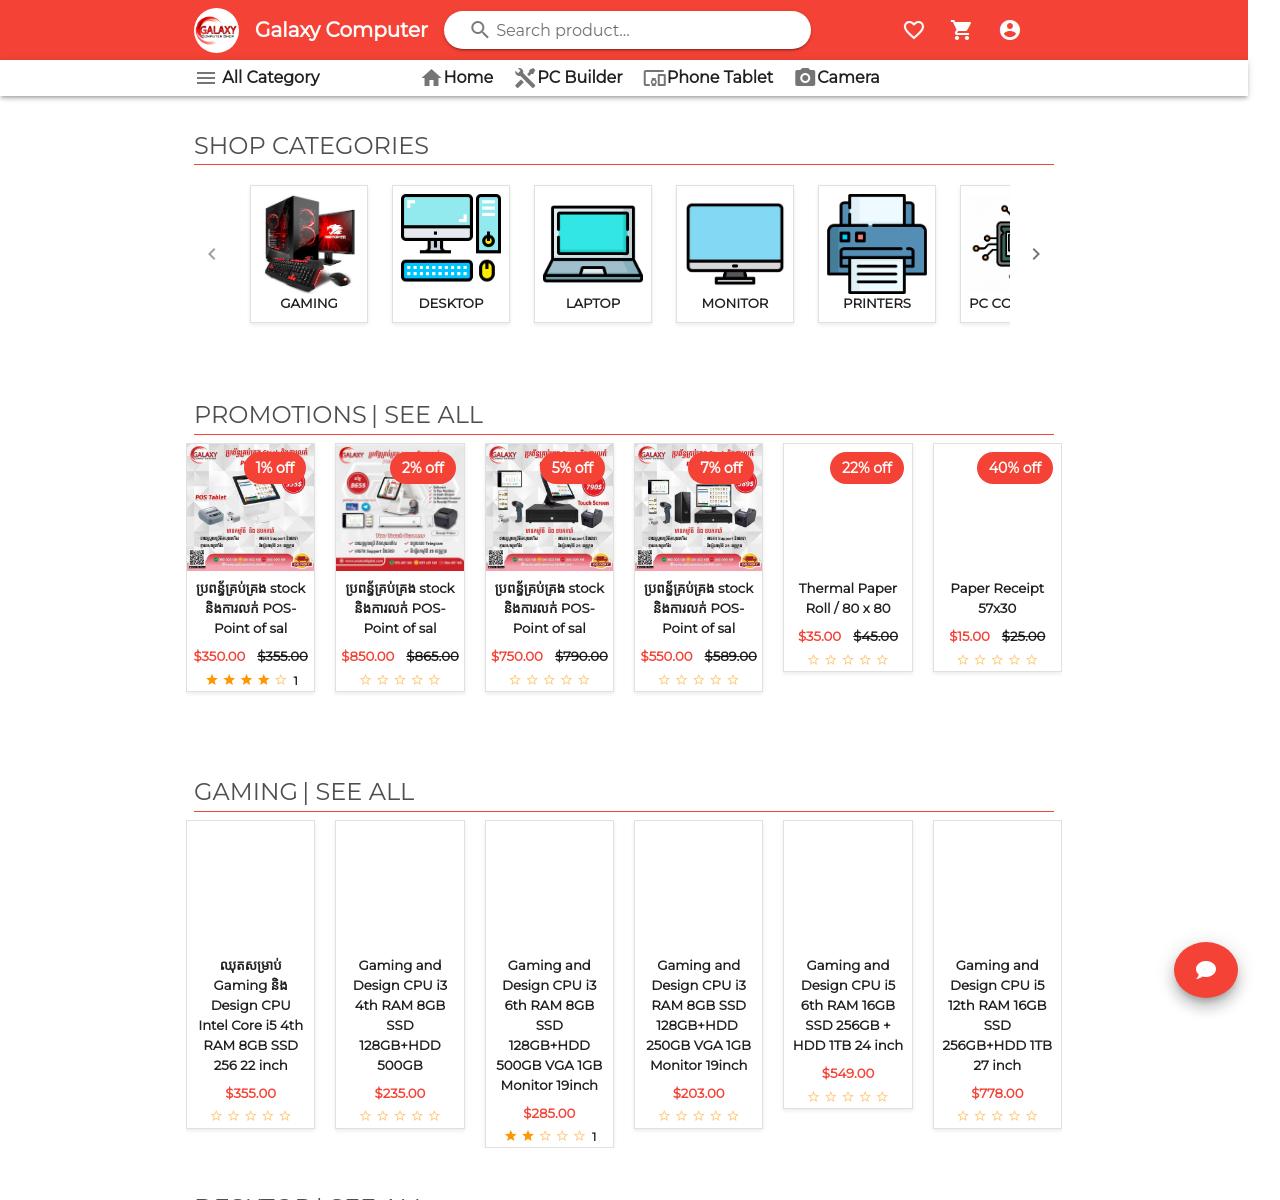 Galaxy Computer
Search product...
All Category
Home
PC Builder
Phone Tablet
Camera
SHOP CATEGORIES
GAMING
DESKTOP
LAPTOP
MONITOR
PRINTERS
PC CO
PROMOTIONS | SEE ALL
1% off
2% off
5% off
7% off
22% off
40% off
ប្រពន្ធ័គ្រប់គ្រង stock
និងការលក់ POS-
Point of sal
$350.00 $355.00
1
ប្រពន្ធ័គ្រប់គ្រង stock
និងការលក់ POS-
Point of sal
$850.00 $865.00
ប្រពន្ធ័គ្រប់គ្រង stock
និងការលក់ POS-
Point of sal
$750.00 $790.00
ប្រពន្ធ័គ្រប់គ្រង stock
និងការលក់ POS-
Point of sal
$550.00 $589.00
Thermal Paper
Roll / 80 x 80
$35.00 $45.00
Paper Receipt
57x30
$15.00 $25.00
GAMING | SEE ALL
ឈុតសម្រាប់
Gaming និង
Design CPU
Intel Core i5 4th
RAM 8GB SSD
256 22 inch
$355.00
Gaming and
Design CPU i3
4th RAM 8GB
SSD
128GB+HDD
500GB
$235.00
Gaming and
Design CPU i3
6th RAM 8GB
SSD
128GB+HDD
500GB VGA 1GB
Monitor 19inch
$285.00
1
Gaming and
Design CPU i3
RAM 8GB SSD
128GB+HDD
250GB VGA 1GB
Monitor 19inch
$203.00
Gaming and
Design CPU i5
6th RAM 16GB
SSD 256GB +
HDD 1TB 24 inch
$549.00
Gaming and
Design CPU i5
12th RAM 16GB
SSD
256GB+HDD 1TB
27 inch
$778.00